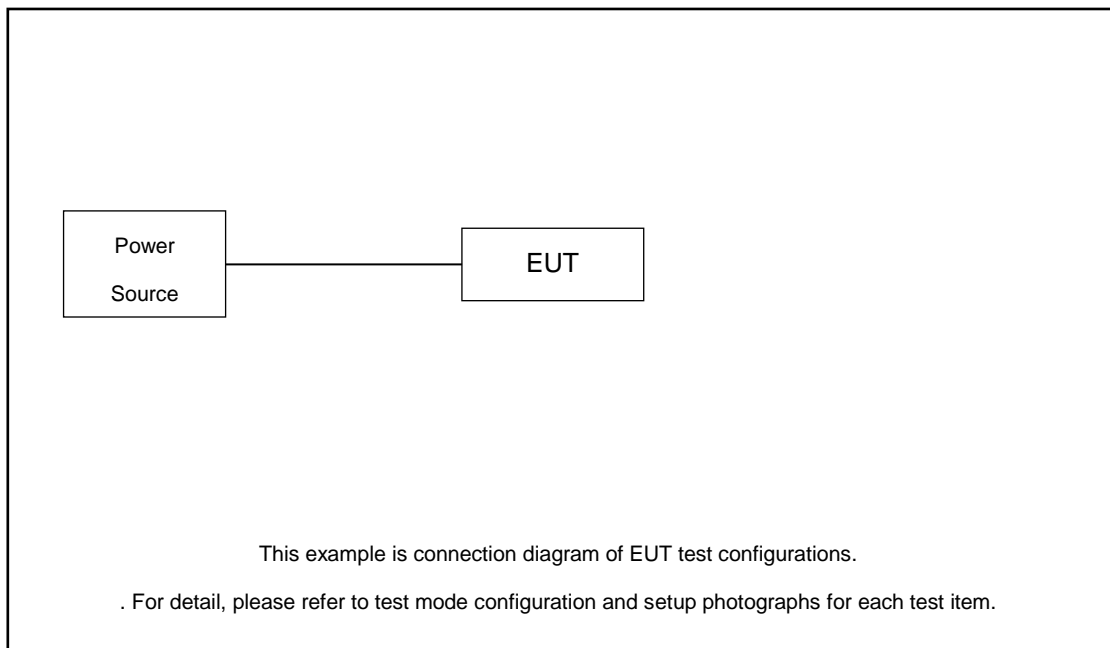 Power
Source
EUT
This example is connection diagram of EUT test configurations.
. For detail, please refer to test mode configuration and setup photographs for each test item.